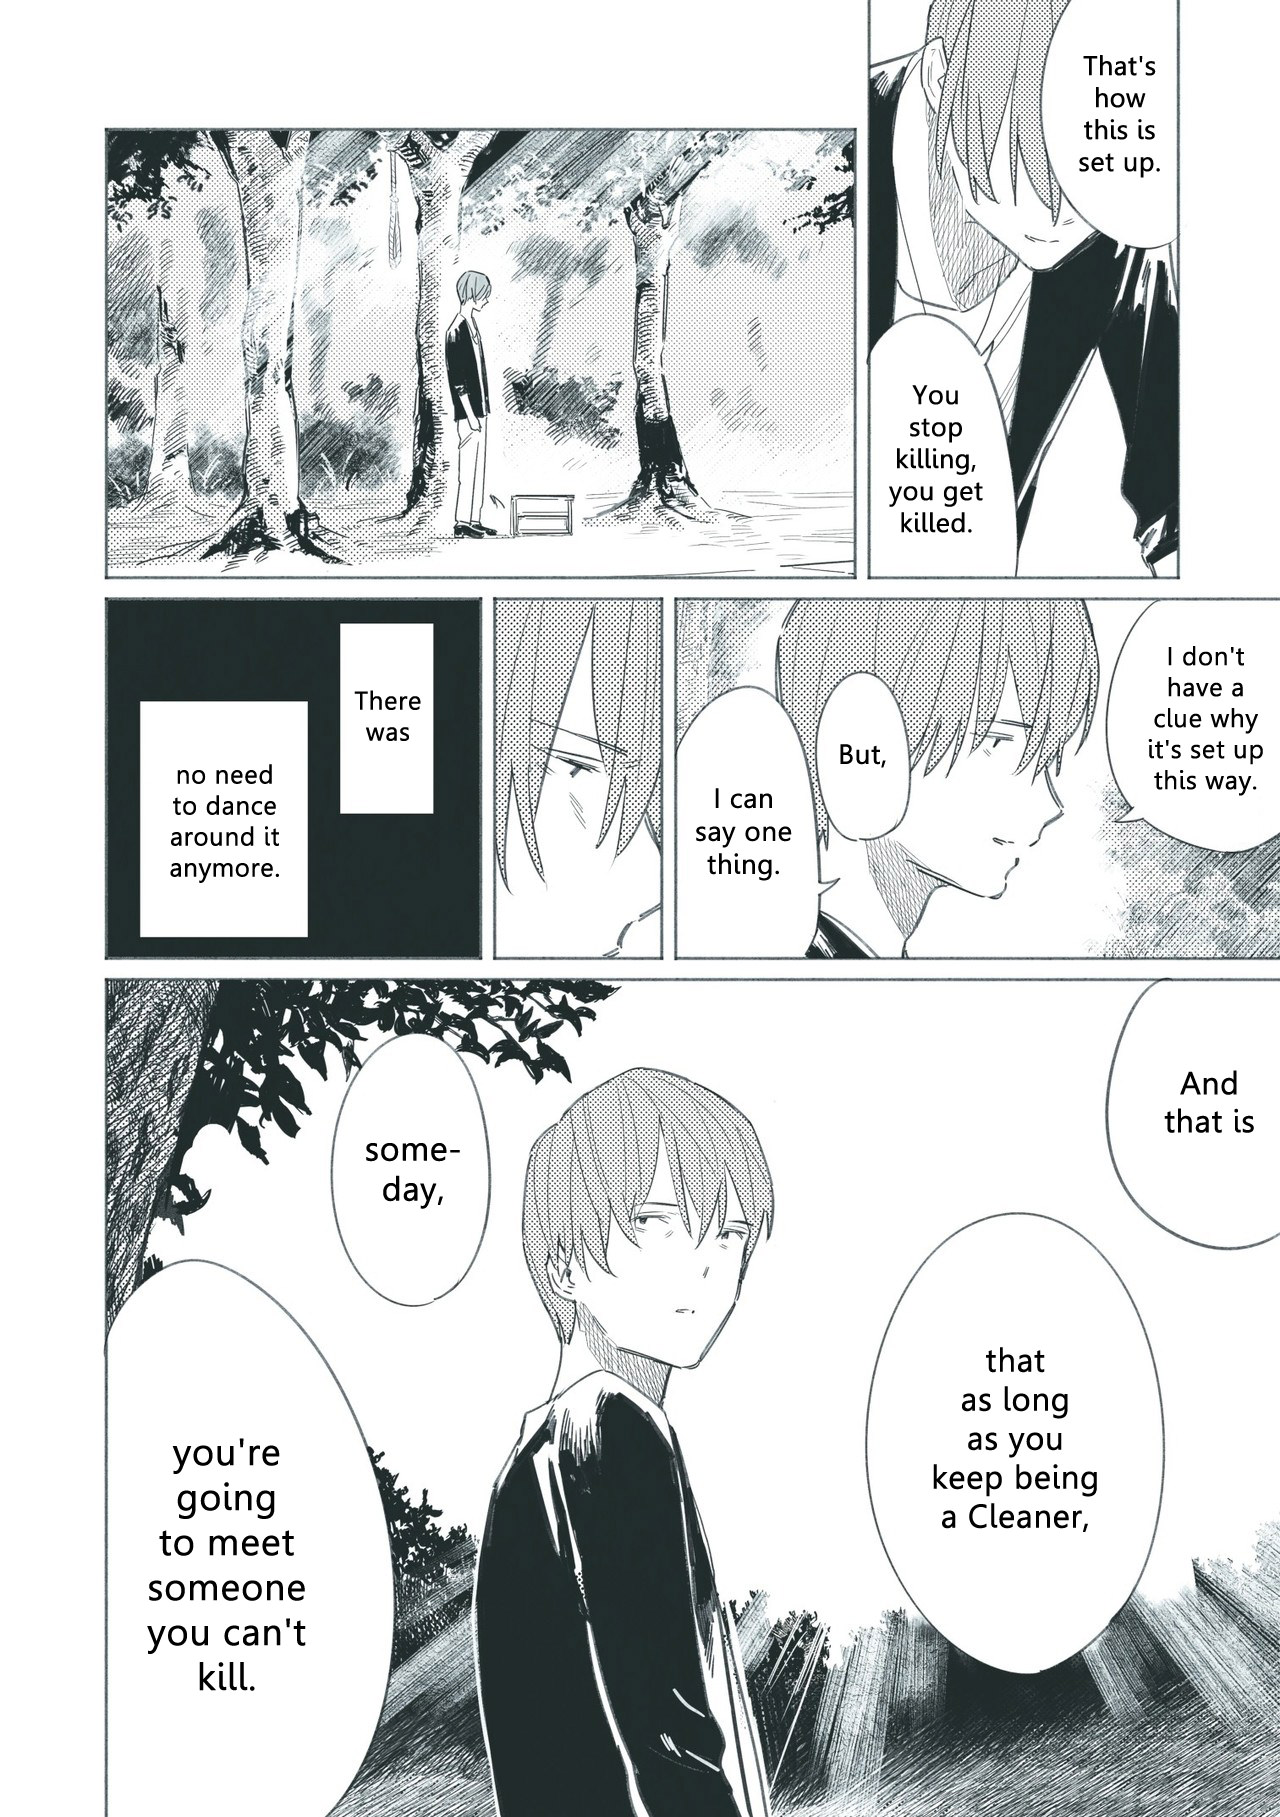 That's
how
this is
set up.
You
stop
killing,
you get
killed.
I don't
have a
clue why
it's set up
this way.
But,
I can
say one
thing.
There
was
no need
to dance
around it
anymore.
And
that is
that
as long
as you
keep being
a Cleaner,
some-
day,
you're
going
to meet
someone
you can't
kill.